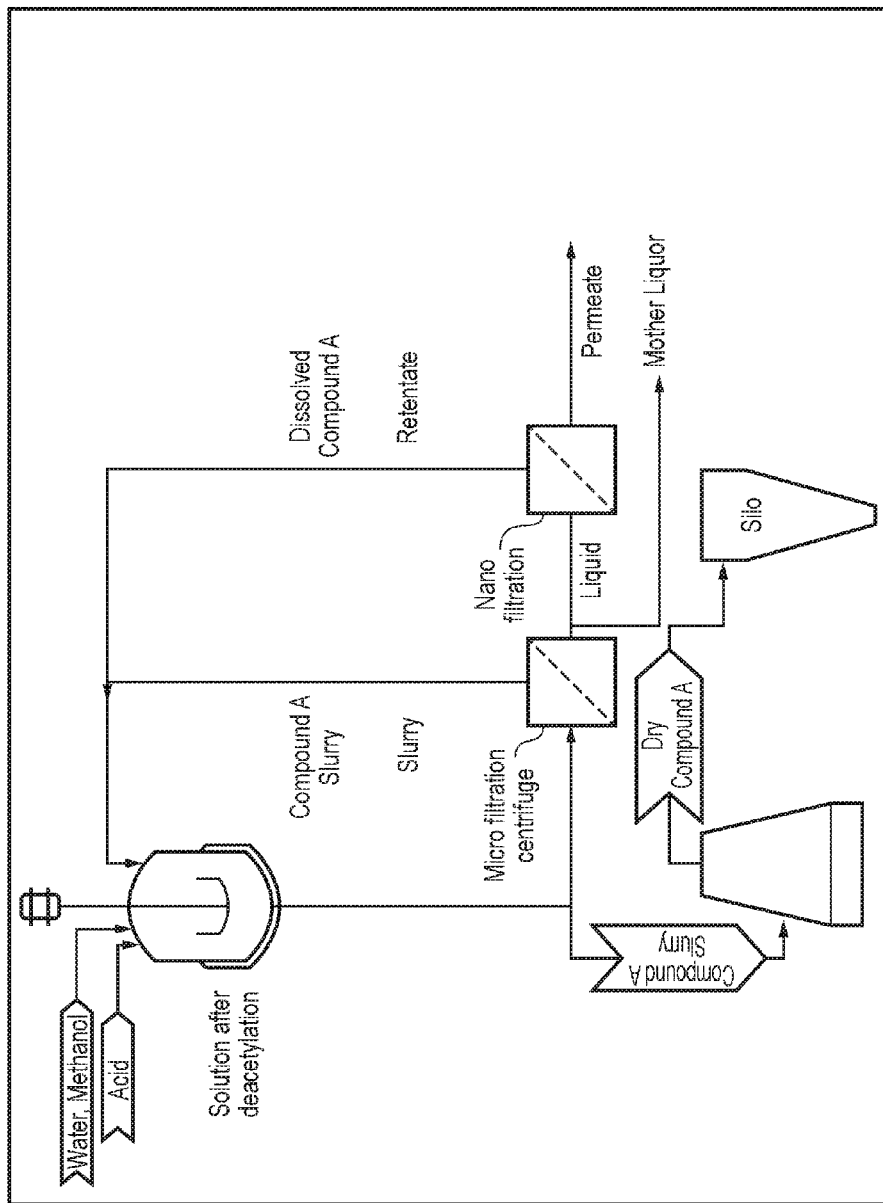 Water, Methanol
Acid
Solution after
deacetylation
Compound A
Slurry
Slurry
Dissolved
Compound A
Retentate
Micro filtration
centrifuge
Nano
filtration
Liquid
Permeate
Mother Liquor
Compound A
Slurry
Dry
Compound A
Silo